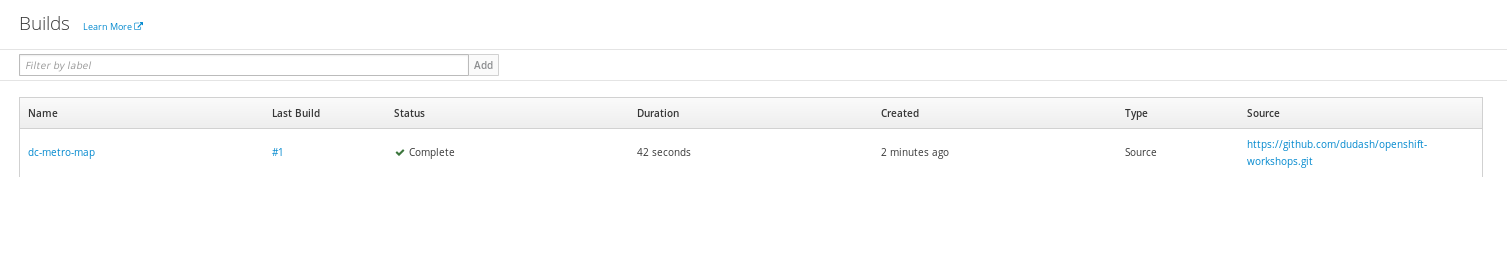 Builds Learn More
Filter by label Add
Name Last Build Status Duration Created Type Source
dc-metro-map #1 Complete 42 seconds 2 minutes ago Source https://github.com/dudash/openshift-
workshops.git